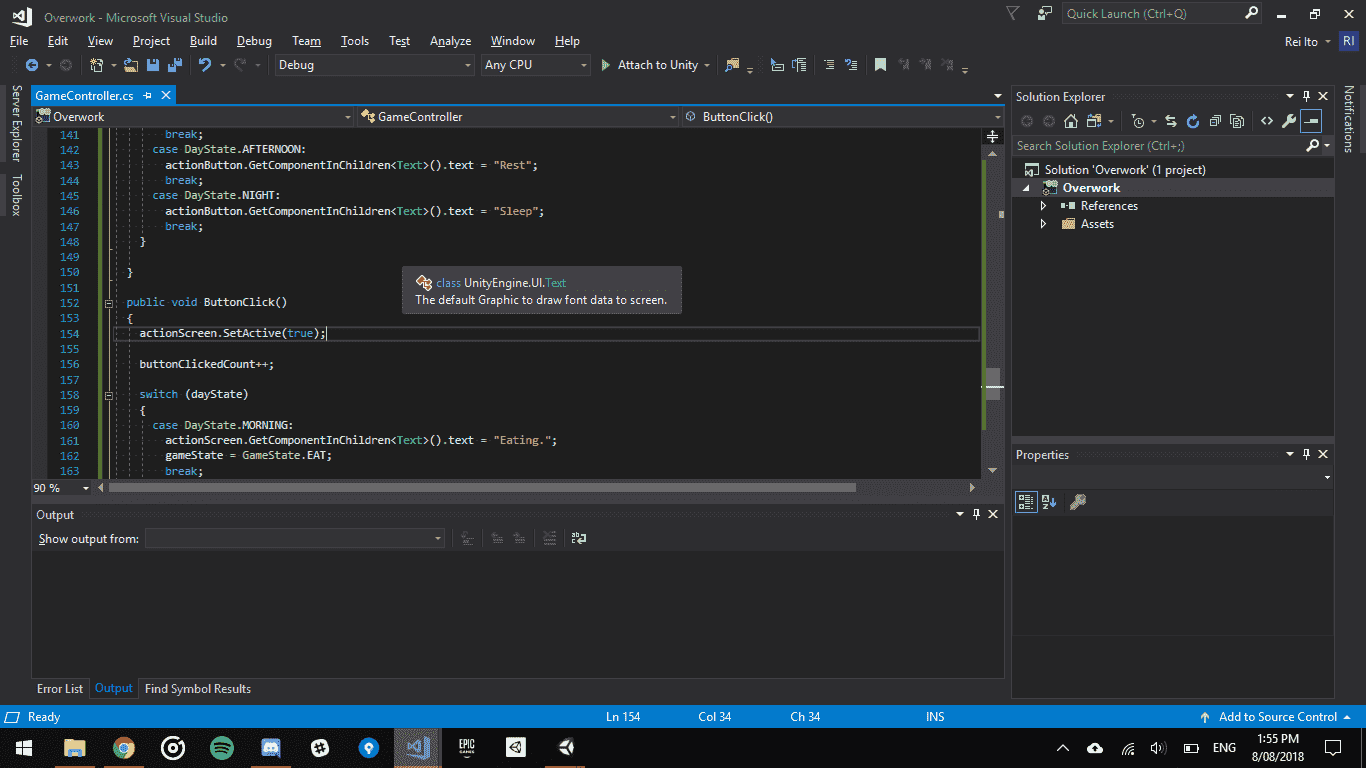 Overwork - Microsoft Visual Studio
Quick Launch (Ctrl+Q)
File Edit View Project Build Debug Team Tools Test Analyze Window Help
Rei Ito RI
Debug Any CPU Attach to Unity
Server Explorer
Toolbox
GameController.cs
Overwork GameController ButtonClick()
141 break;
142 case DayState.AFTERNOON:
143 actionButton.GetComponentInChildren<Text>().text = "Rest";
144 break;
145 case DayState.NIGHT:
146 actionButton.GetComponentInChildren<Text>().text = "Sleep";
147 break;
148 }
149
150 }
151
152 public void ButtonClick()
153 {
154 actionScreen.SetActive(true);
155
156 buttonClickedCount++;
157
158 switch (dayState)
159 {
160 case DayState.MORNING:
161 actionScreen.GetComponentInChildren<Text>().text = "Eating.";
162 gameState = GameState.EAT;
163 break;
class UnityEngine.UI.Text
The default Graphic to draw font data to screen.
90 %
Output
Show output from:
Error List Output Find Symbol Results
Solution Explorer
Search Solution Explorer (Ctrl+;)
Solution 'Overwork' (1 project)
Overwork
References
Assets
Properties
Notifications
Ready Ln 154 Col 34 Ch 34 INS Add to Source Control
EPIC GAMES
ENG
1:55 PM
8/08/2018